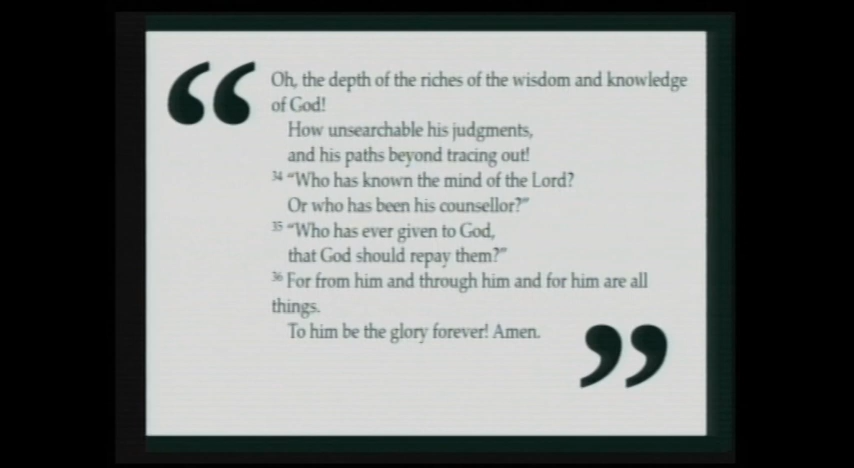 “
Oh, the depth of the riches of the wisdom and knowledge
of God!
How unsearchable his judgments,
and his paths beyond tracing out!
34 “Who has known the mind of the Lord?
Or who has been his counsellor?”
35 “Who has ever given to God,
that God should repay them?”
36 For from him and through him and for him are all
things.
To him be the glory forever! Amen.
”